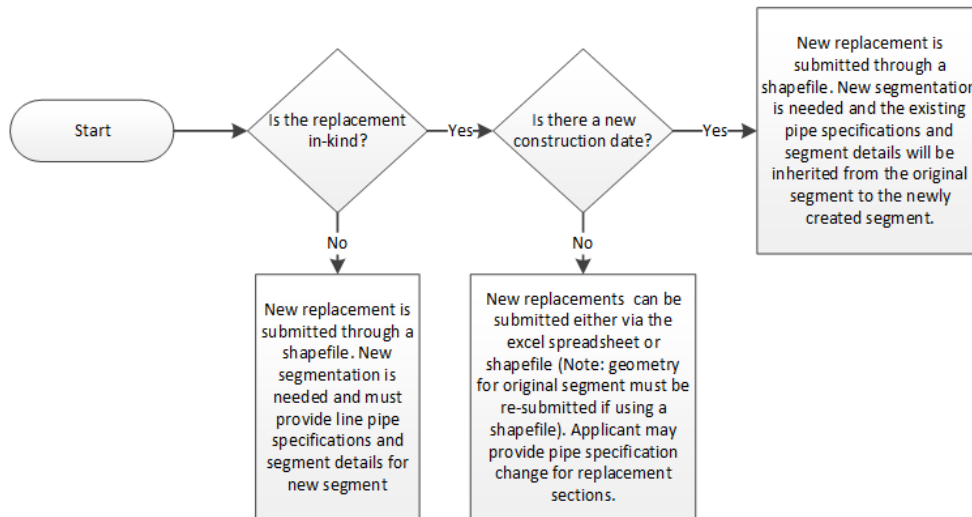 Start
Is the replacement
in-kind?
Yes
Is there a new
construction date?
Yes
New replacement is
submitted through a
shapefile. New segmentation
is needed and the existing
pipe specifications and
segment details will be
inherited from the original
segment to the newly
created segment.
No
No
New replacement is
submitted through a
shapefile. New
segmentation is
needed and must
provide line pipe
specifications and
segment details for
new segment
New replacements can be
submitted either via the
excel spreadsheet or
shapefile (Note: geometry
for original segment must be
re-submitted if using a
shapefile). Applicant may
provide pipe specification
change for replacement
sections.